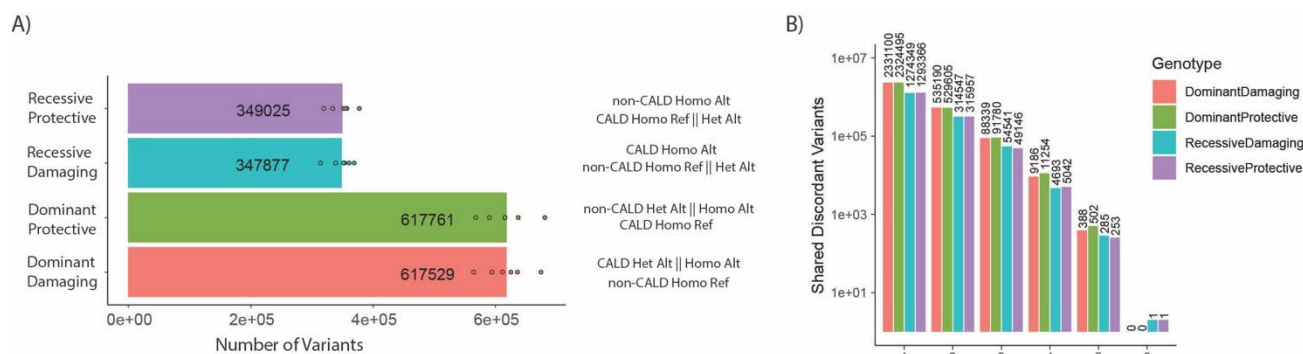 A)
Recessive
Protective
349025
non-CALD Homo Alt
CALD Homo Ref || Het Alt
Recessive
Damaging
347877
CALD Homo Alt
non-CALD Homo Ref || Het Alt
Dominant
Protective
617761
non-CALD Het Alt || Homo Alt
CALD Homo Ref
Dominant
Damaging
617529
CALD Het Alt || Homo Alt
non-CALD Homo Ref
0e+00 2e+05 4e+05 6e+05
Number of Variants
B)
Shared Discordant Variants
1e+07
1e+05
1e+03
1e+01
2331100
2324495
1274349
1293366
535190
529605
314547
315957
88339
91780
54541
49146
9186
11254
4693
5042
388
502
285
253
0
0
1
1
Genotype
DominantDamaging
DominantProtective
RecessiveDamaging
RecessiveProtective